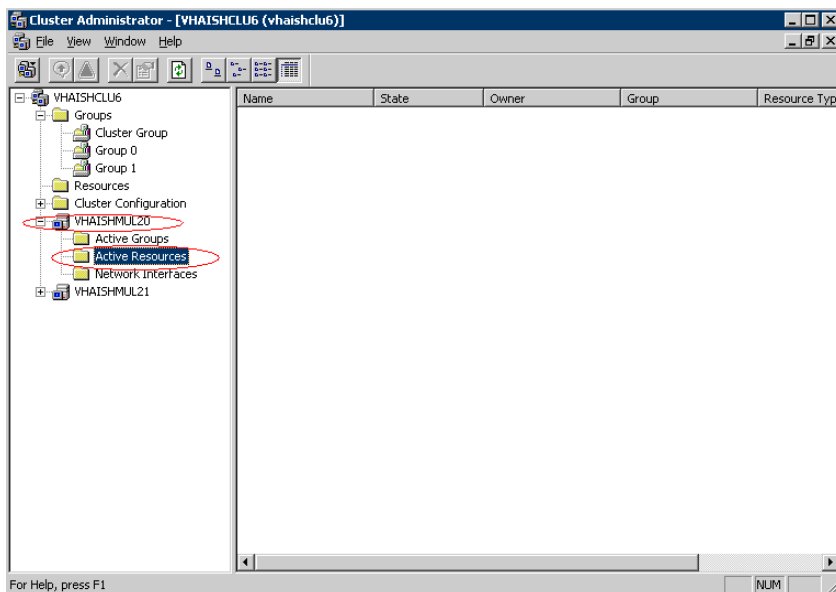 Cluster Administrator - [VHAISHCLU6 (vhaishclu6)]
File View Window Help
Name State Owner Group Resource Typ
VHAISHCLU6
Groups
Cluster Group
Group 0
Group 1
Resources
Cluster Configuration
VHAISHMUL20
Active Groups
Active Resources
Network Interfaces
VHAISHMUL21
For Help, press F1
NUM